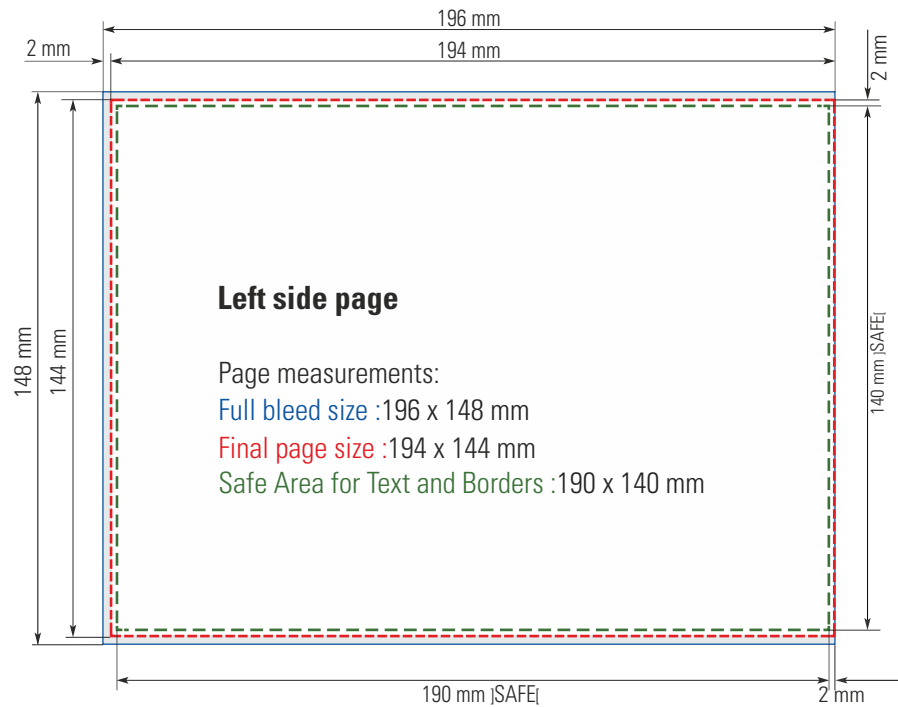 196 mm
2 mm
194 mm
2 mm
148 mm
144 mm
Left side page
Page measurements:
Full bleed size :196 x 148 mm
Final page size :194 x 144 mm
Safe Area for Text and Borders :190 x 140 mm
140 mm ]SAFE[
190 mm ]SAFE[
2 mm